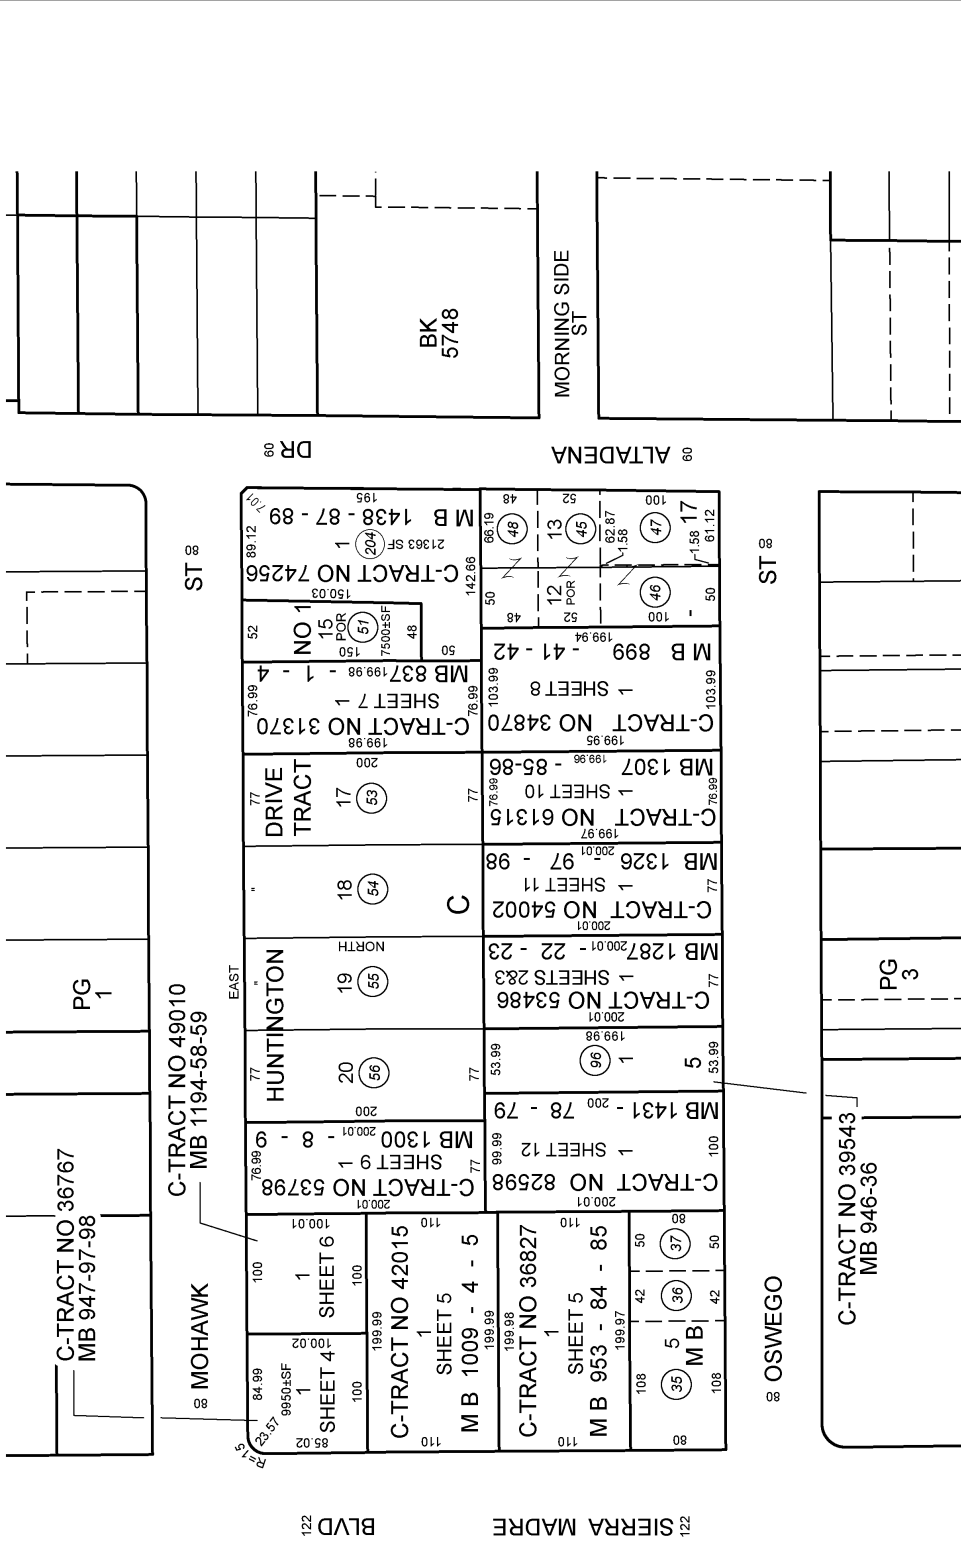 BK
5748
MORNING SIDE
ST
DR 60
ALTADENA 60
ST 80
ST 80
7.01
89.12
195
M B 1438 - 87 - 89
1
204
21363 SF
C-TRACT NO 74256
150.03
142.66
66.19
48
48
52
13
45
62.87
1.58
100
47
17
1.58
61.12
50
48
12
POR
52
46
100
50
52
NO 1
15
POR
51
150
7500±SF
48
50
76.99
MB 837 - 1 - 4
199.98
1 SHEET 7
C-TRACT NO 31370
199.98
76.99
199.94
M B 899 - 41 - 42
103.99
1 SHEET 8
C-TRACT NO 34870
199.95
103.99
77
DRIVE
TRACT
200
17
53
77
199.96
MB 1307 - 85-86
76.99
1 SHEET 10
C-TRACT NO 61315
199.97
76.99
"
18
54
C
200.01
MB 1326 - 97 - 98
1 SHEET 11
77
C-TRACT NO 54002
200.01
EAST
NORTH
"
19
55
HUNTINGTON
200.01
MB 1287 - 22 - 23
1 SHEETS 2&3
77
C-TRACT NO 53486
200.01
77
20
56
200
77
53.99
199.98
96
1
5
53.99
76.99
MB 1300 - 8 - 9
200.01
1 SHEET 9
C-TRACT NO 53798
200.01
77
MB 1431 - 78 - 79
200
99.99
1 SHEET 12
100
C-TRACT NO 82598
200.01
PG
1
PG
3
C-TRACT NO 49010
MB 1194-58-59
C-TRACT NO 36767
MB 947-97-98
C-TRACT NO 39543
MB 946-36
100
100.01
1
SHEET 6
100
84.99
9950±SF
100.02
1
SHEET 4
100
23.57
R=15
85.02
110
C-TRACT NO 42015
1
SHEET 5
M B 1009 - 4 - 5
199.99
199.99
110
110
C-TRACT NO 36827
1
SHEET 5
M B 953 - 84 - 85
199.98
199.97
110
80
50
37
50
42
36
42
5
M B
108
35
108
80
80 MOHAWK
80 OSWEGO
BLVD 122
SIERRA MADRE 122